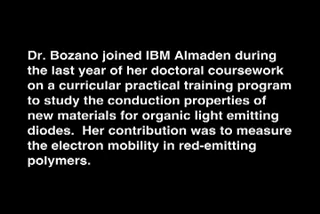 Dr. Bozano joined IBM Almaden during
the last year of her doctoral coursework
on a curricular practical training program
to study the conduction properties of
new materials for organic light emitting
diodes.  Her contribution was to measure
the electron mobility in red-emitting
polymers.